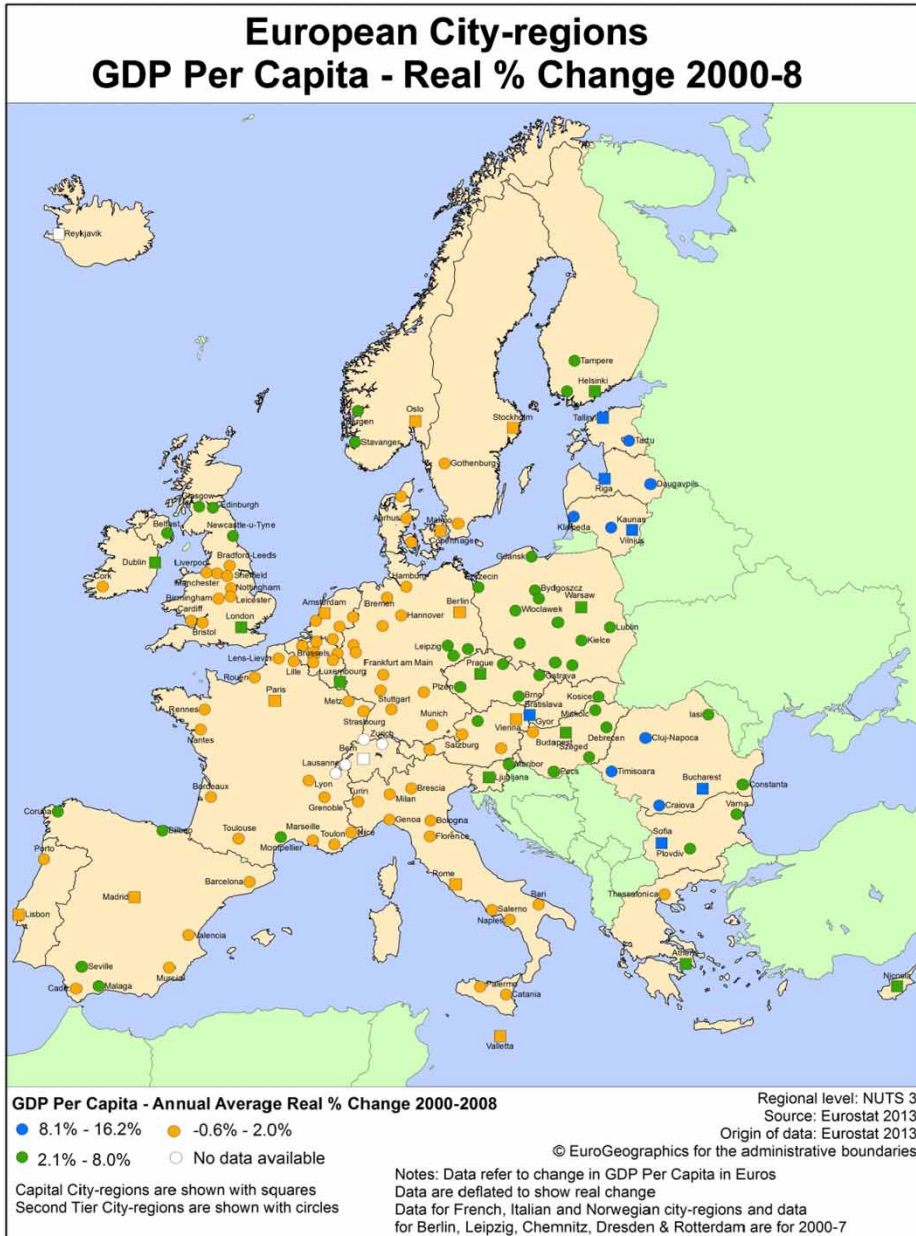 European City-regions
GDP Per Capita - Real % Change 2000-8
Reykjavik
Tampere
Helsinki
Oslo
Stockholm
Tallinn
Bergen
Stavanger
Tartu
Gothenburg
Riga
Daugavpils
Glasgow
Edinburgh
Aarhus
Malmo
Klaipeda
Kaunas
Belfast
Newcastle-u-Tyne
Copenhagen
Vilnius
Bradford-Leeds
Gdansk
Dublin
Liverpool
Sheffield
Hamburg
Szczecin
Manchester
Nottingham
Bydgoszcz
Cork
Birmingham
Leicester
Amsterdam
Bremen
Berlin
Warsaw
Cardiff
London
Hannover
Wloclawek
Bristol
Lublin
Leipzig
Kielce
Lens-Lievin
Brussels
Prague
Lille
Luxembourg
Frankfurt am Main
Ostrava
Rouen
Plzen
Paris
Metz
Stuttgart
Brno
Kosice
Rennes
Strasbourg
Munich
Bratislava
Miskolc
Iasi
Nantes
Zurich
Vienna
Gyor
Debrecen
Cluj-Napoca
Bern
Salzburg
Budapest
Szeged
Lausanne
Maribor
Bordeaux
Lyon
Turin
Brescia
Ljubljana
Pecs
Timisoara
Bucharest
Grenoble
Milan
Constanta
Coruna
Bilbao
Toulouse
Marseille
Nice
Genoa
Bologna
Craiova
Varna
Montpellier
Toulon
Florence
Sofia
Porto
Plovdiv
Barcelona
Rome
Madrid
Bari
Thessalonica
Lisbon
Salerno
Naples
Valencia
Athens
Seville
Murcia
Palermo
Nicosia
Cadiz
Malaga
Catania
Valletta
GDP Per Capita - Annual Average Real % Change 2000-2008
8.1% - 16.2%
-0.6% - 2.0%
2.1% - 8.0%
No data available
Capital City-regions are shown with squares
Second Tier City-regions are shown with circles
Regional level: NUTS 3
Source: Eurostat 2013
Origin of data: Eurostat 2013
© EuroGeographics for the administrative boundaries
Notes: Data refer to change in GDP Per Capita in Euros
Data are deflated to show real change
Data for French, Italian and Norwegian city-regions and data
for Berlin, Leipzig, Chemnitz, Dresden & Rotterdam are for 2000-7